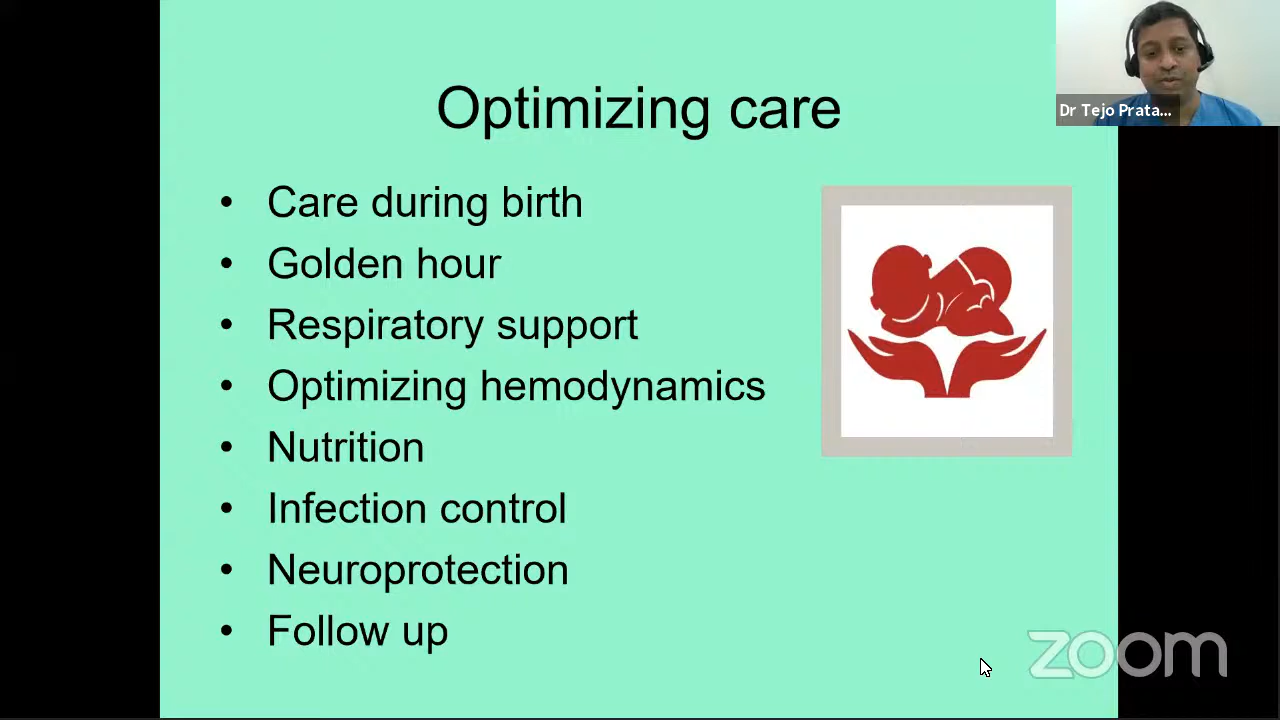 Optimizing care
• Care during birth
• Golden hour
• Respiratory support
• Optimizing hemodynamics
• Nutrition
• Infection control
• Neuroprotection
• Follow up
Dr Tejo Prata...
zoom